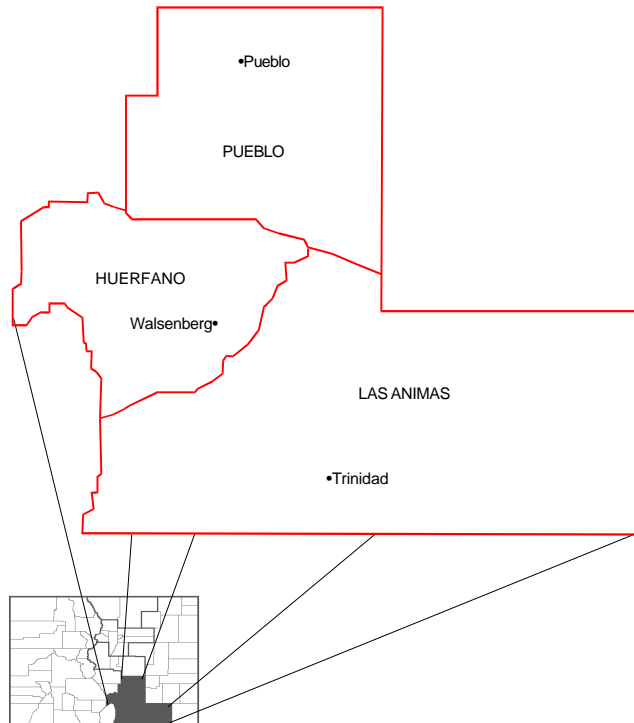 •Pueblo
PUEBLO
HUERFANO
Walsenberg•
LAS ANIMAS
•Trinidad